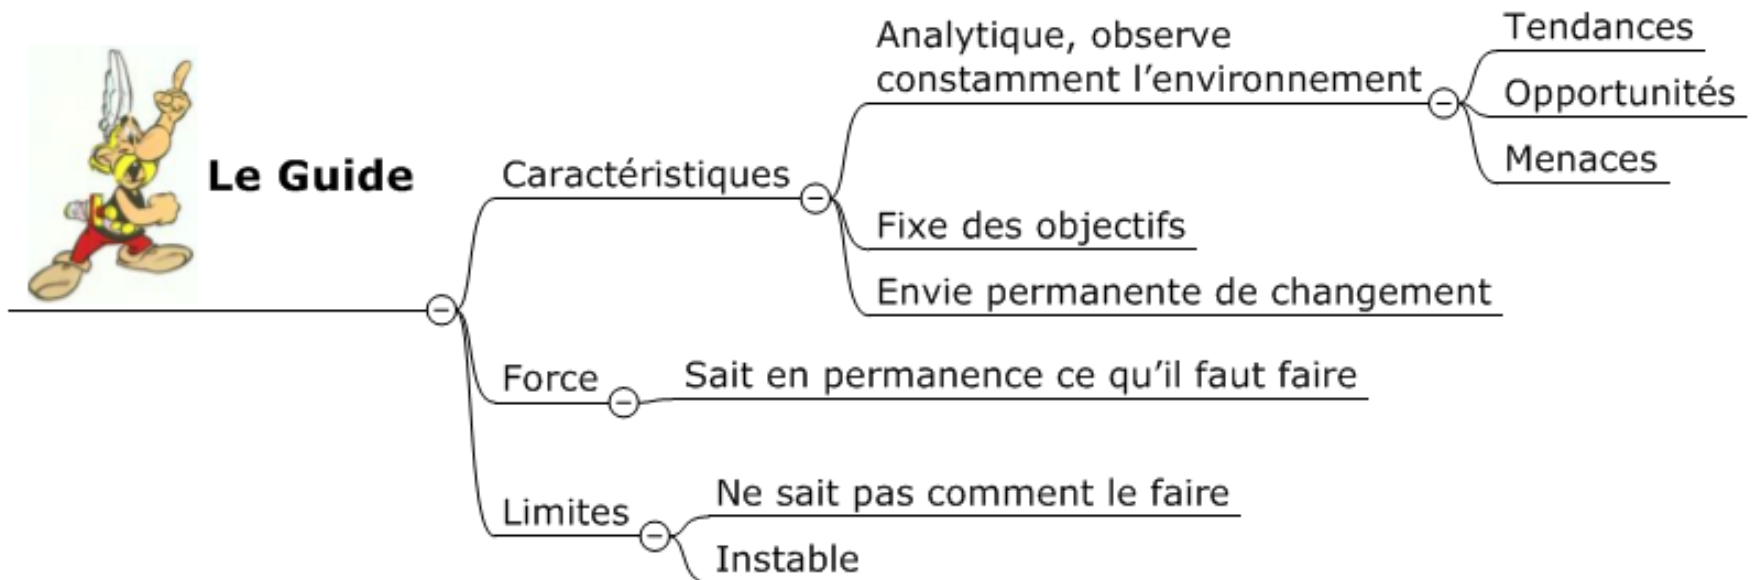 Le Guide
Caractéristiques
Analytique, observe
constamment l’environnement
Tendances
Opportunités
Menaces
Fixe des objectifs
Envie permanente de changement
Force
Sait en permanence ce qu’il faut faire
Limites
Ne sait pas comment le faire
Instable